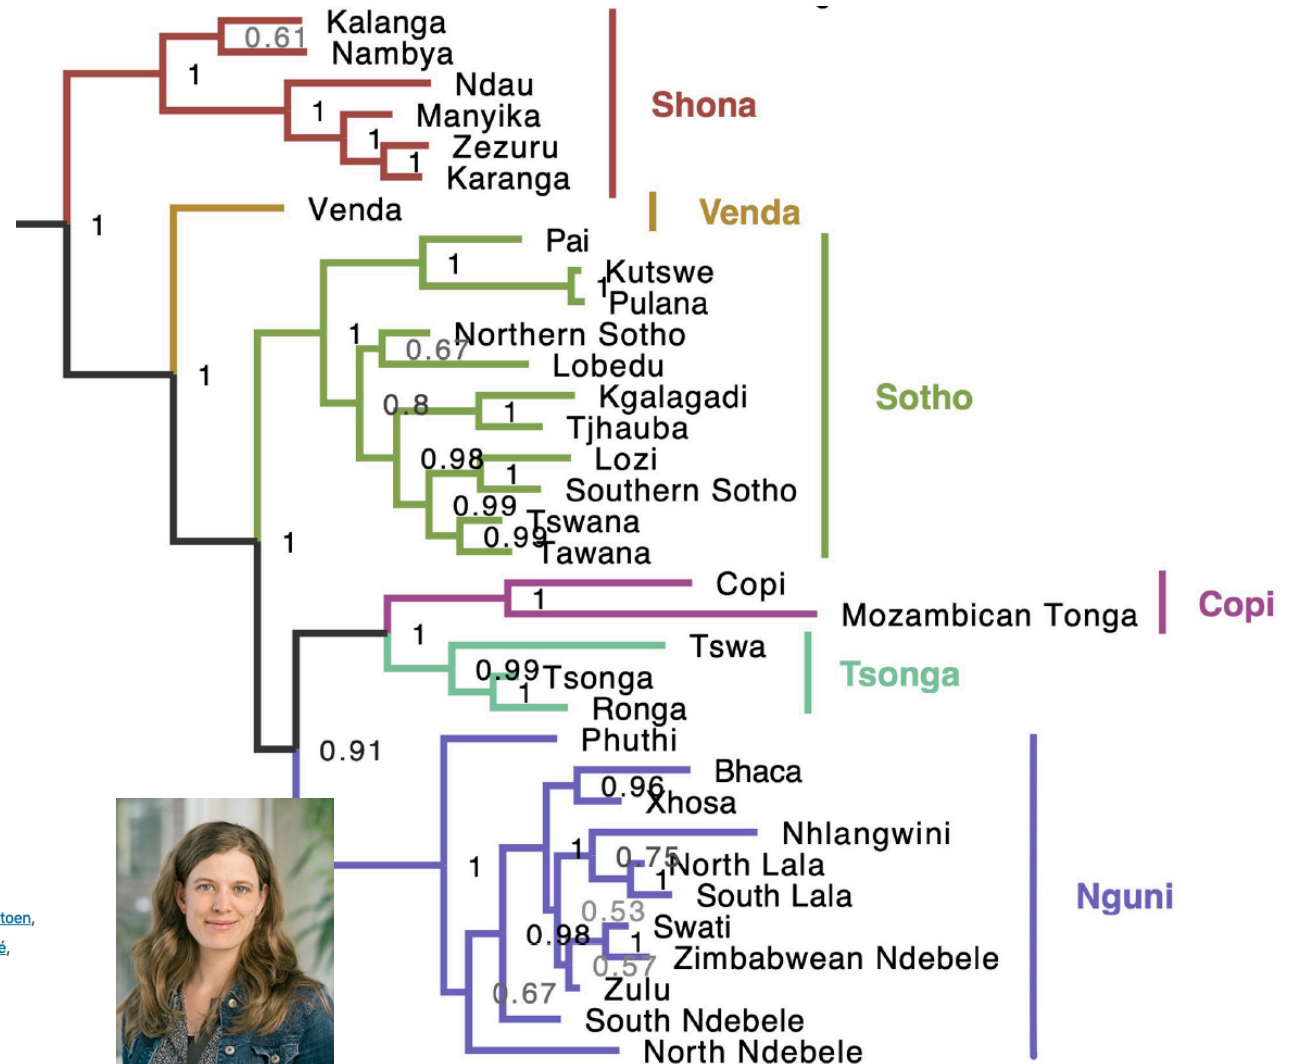 Kalanga
0.61
Nambya
1
Ndau
1
Manyika
Shona
1
Zezuru
1
Karanga
1
Venda
Venda
Pai
1
Kutswe
1
Pulana
1
Northern Sotho
0.67
Lobedu
1
Kgalagadi
0.8
1
Sotho
Tjhauba
0.98
Lozi
1
Southern Sotho
0.99
Tswana
0.99
Tawana
1
Copi
1
Copi
Mozambican Tonga
1
Tswa
0.99
Tsonga
Tsonga
1
Ronga
0.91
Phuthi
Bhaca
0.96
Xhosa
Nhlangwini
1
0.75
North Lala
1
1
South Lala
Nguni
0.53
Swati
0.98
1
Zimbabwean Ndebele
0.57
Zulu
0.67
South Ndebele
North Ndebele
toen,
é,